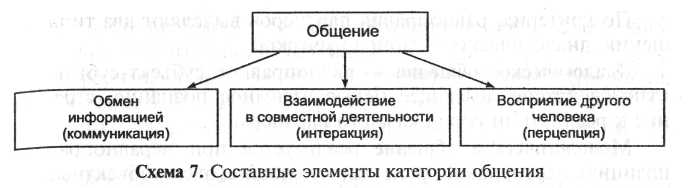 Общение
Обмен
информацией
(коммуникация)
Взаимодействие
в совместной деятельности
(интеракция)
Восприятие другого
человека
(перцепция)
Схема 7. Составные элементы категории общения